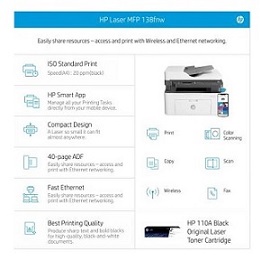 HP Laser MFP 138fnw
hp
Easily share resources – access and print with Wireless and Ethernet networking.
ISO Standard Print
Speed(A4): 20 ppm(black)
HP Smart App
Manage all your Printing Tasks
directly from your mobile device.
Compact Design
A Laser so small it can fit
almost anywhere.
40-page ADF
Easily share resources – access and
print with Ethernet networking.
Fast Ethernet
Easily share resources – access and
print with Ethernet networking.
Best Printing Quality
Produce sharp text and bold blacks
for high quality, black and white
documents.
Print
Color
Scanning
Copy
Scan
Wireless
Fax
HP 110A Black
Original Laser
Toner Cartridge